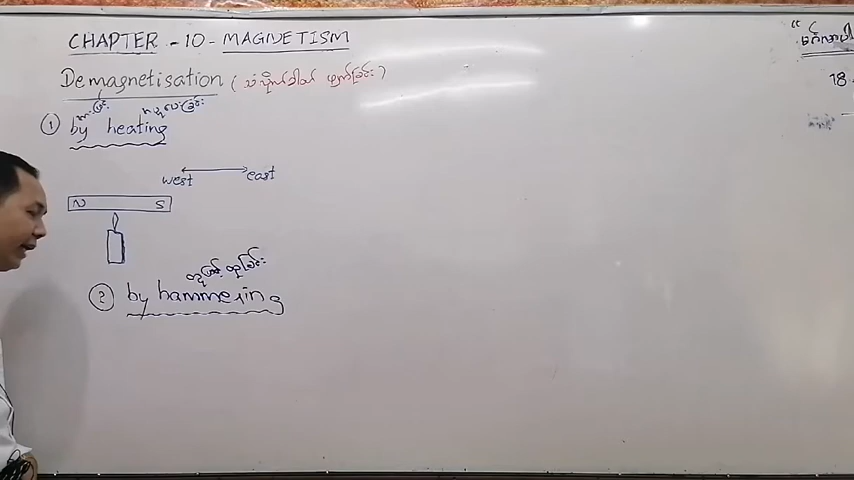 CHAPTER - 10 - MAGNETISM
Demagnetisation (သံလိုက်ဓါတ် ဖျက်ခြင်း)
① by heating
west east
N S
② by hammering
18